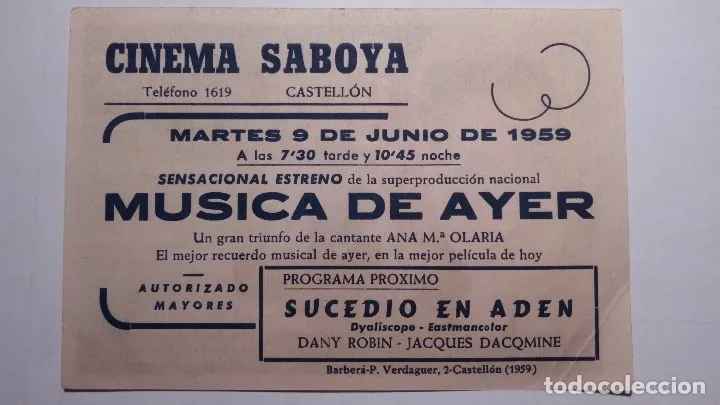 CINEMA SABOYA
Teléfono 1619 CASTELLÓN
MARTES 9 DE JUNIO DE 1959
A las 7'30 tarde y 10'45 noche
SENSACIONAL ESTRENO de la superproducción nacional
MUSICA DE AYER
Un gran triunfo de la cantante ANA M.ª OLARIA
El mejor recuerdo musical de ayer, en la mejor película de hoy
AUTORIZADO
MAYORES
PROGRAMA PROXIMO
SUCEDIO EN ADEN
Dyaliscope - Eastmancolor
DANY ROBIN - JACQUES DACQMINE
Barberá-P. Verdaguer, 2-Castellón (1959)
todocoleccion